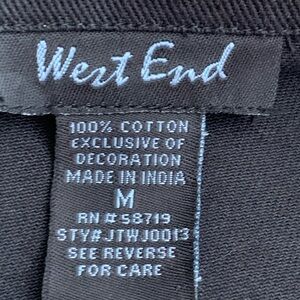 West End
100% COTTON
EXCLUSIVE OF
DECORATION
MADE IN INDIA
M
RN # 58719
STY# JTWJ0013
SEE REVERSE
FOR CARE